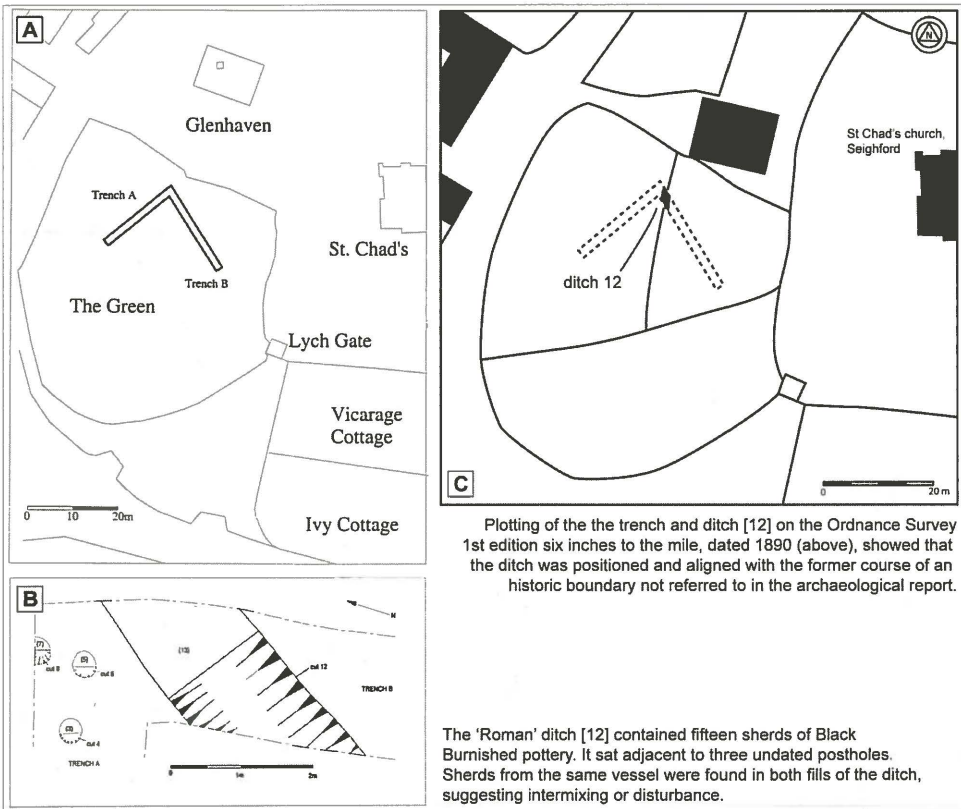 A
Glenhaven
Trench A
Trench B
The Green
St. Chad's
Lych Gate
Vicarage
Cottage
Ivy Cottage
0 10 20m
N
St Chad's church,
Seighford
ditch 12
C
0 20 m
Plotting of the the trench and ditch [12] on the Ordnance Survey
1st edition six inches to the mile, dated 1890 (above), showed that
the ditch was positioned and aligned with the former course of an
historic boundary not referred to in the archaeological report.
B
N
(13)
cut 12
TRENCH B
(5)
cut 6
(3)
cut 4
TRENCH A
0 1m 2m
The ‘Roman’ ditch [12] contained fifteen sherds of Black
Burnished pottery. It sat adjacent to three undated postholes.
Sherds from the same vessel were found in both fills of the ditch,
suggesting intermixing or disturbance.